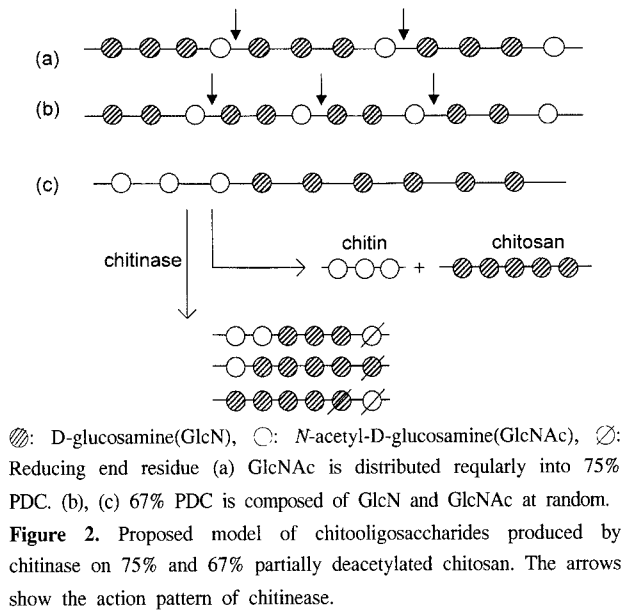 (a)
(b)
(c)
chitinase
chitin
chitosan
+
: D-glucosamine(GlcN), : N-acetyl-D-glucosamine(GlcNAc), :
Reducing end residue (a) GlcNAc is distributed reqularly into 75%
PDC. (b), (c) 67% PDC is composed of GlcN and GlcNAc at random.
Figure 2. Proposed model of chitooligosaccharides produced by
chitinase on 75% and 67% partially deacetylated chitosan. The arrows
show the action pattern of chitinease.